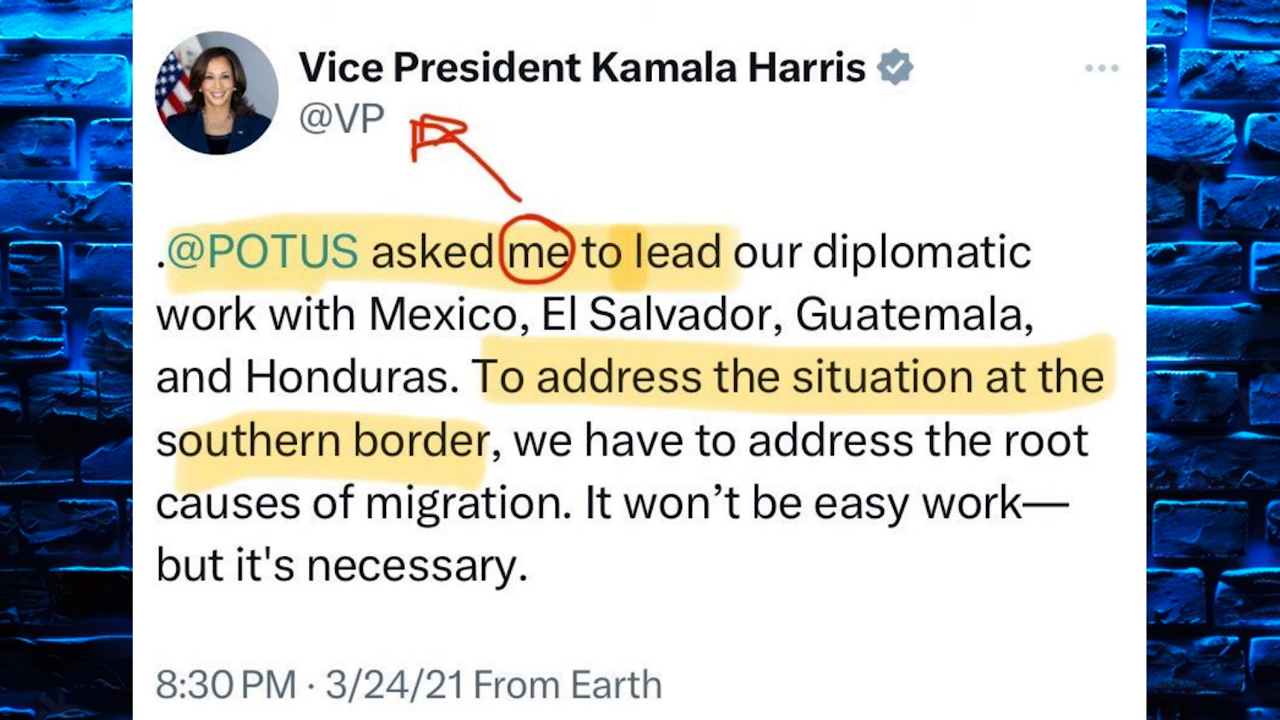 Vice President Kamala Harris
@VP
.@POTUS asked me to lead our diplomatic
work with Mexico, El Salvador, Guatemala,
and Honduras. To address the situation at the
southern border, we have to address the root
causes of migration. It won’t be easy work—
but it's necessary.
8:30 PM · 3/24/21 From Earth